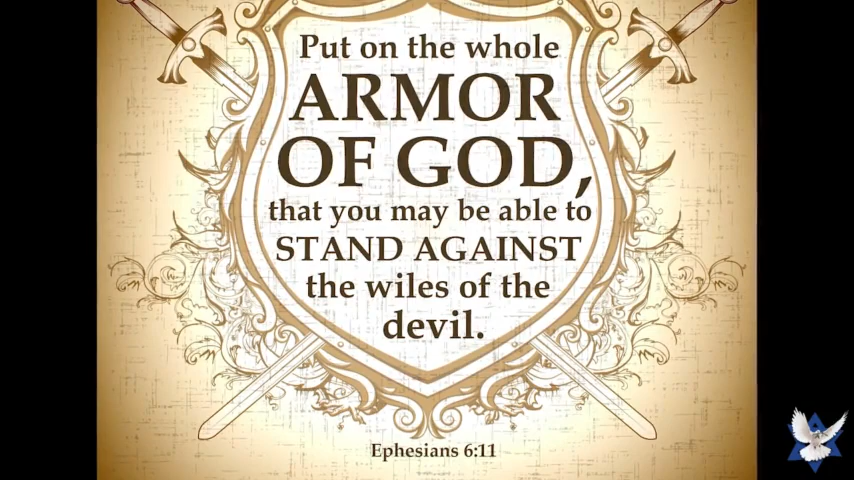 Put on the whole
ARMOR
OF GOD,
that you may be able to
STAND AGAINST
the wiles of the
devil.
Ephesians 6:11